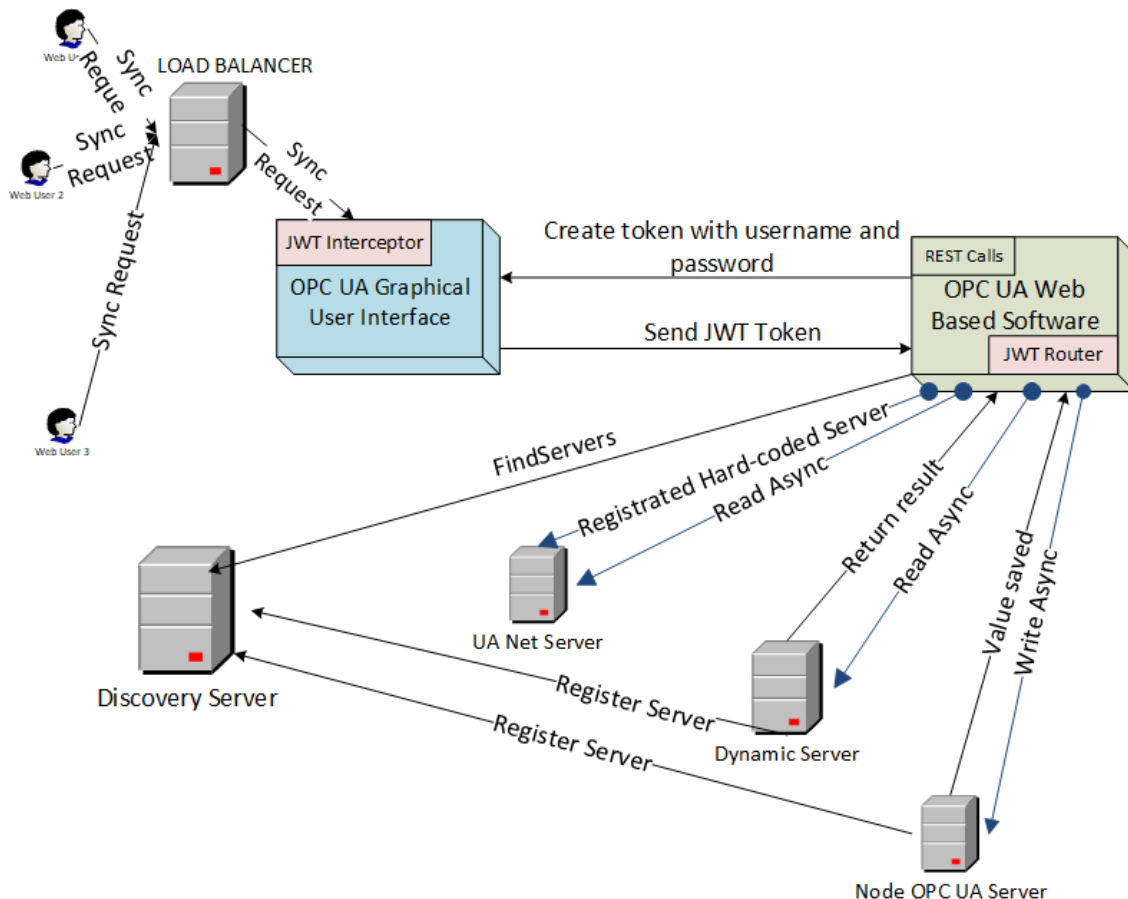 Web Us
Sync
Reque
LOAD BALANCER
Sync
Request
Web User 2
Sync
Request
Sync Request
Web User 3
JWT Interceptor
OPC UA Graphical
User Interface
Create token with username and
password
Send JWT Token
REST Calls
OPC UA Web
Based Software
JWT Router
FindServers
Registrated Hard-coded Server
Read Async
Return result
Read Async
Value saved
Write Async
UA Net Server
Discovery Server
Register Server
Register Server
Dynamic Server
Node OPC UA Server